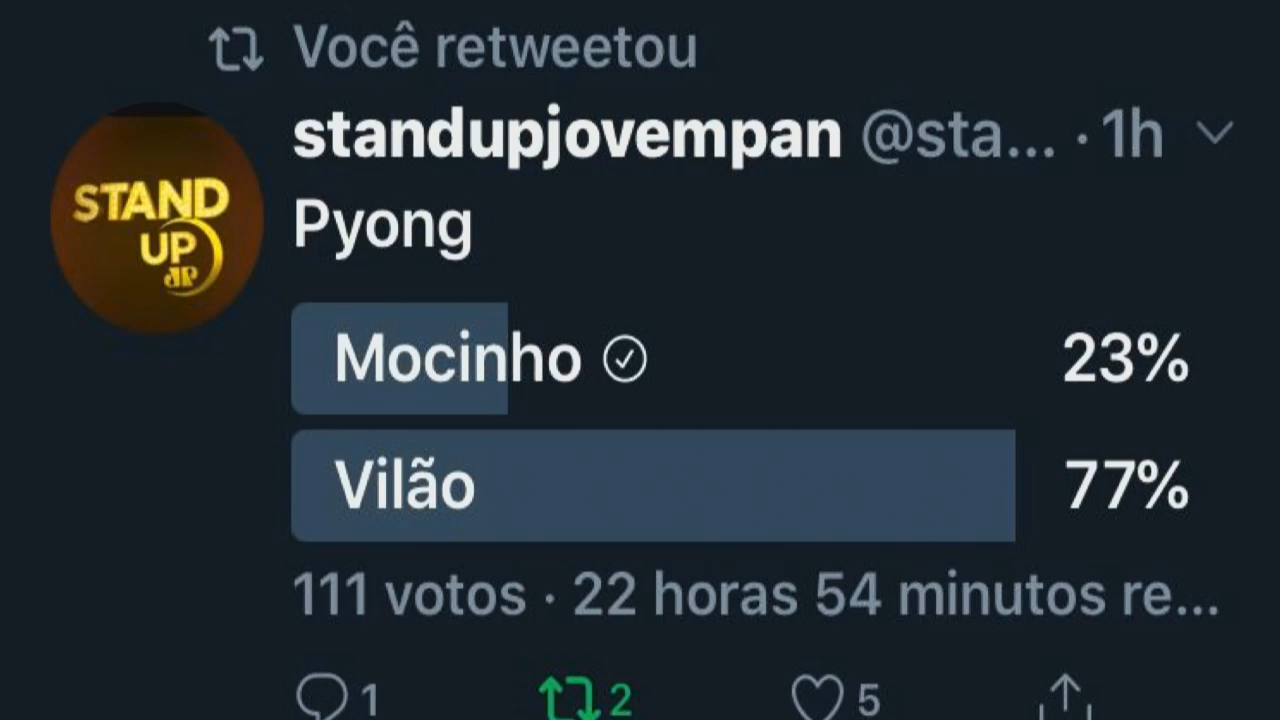 Você retweetou
standupjovempan @sta... · 1h
STAND
UP
JP
Pyong
Mocinho 23%
Vilão 77%
111 votos · 22 horas 54 minutos re...
1 2 5